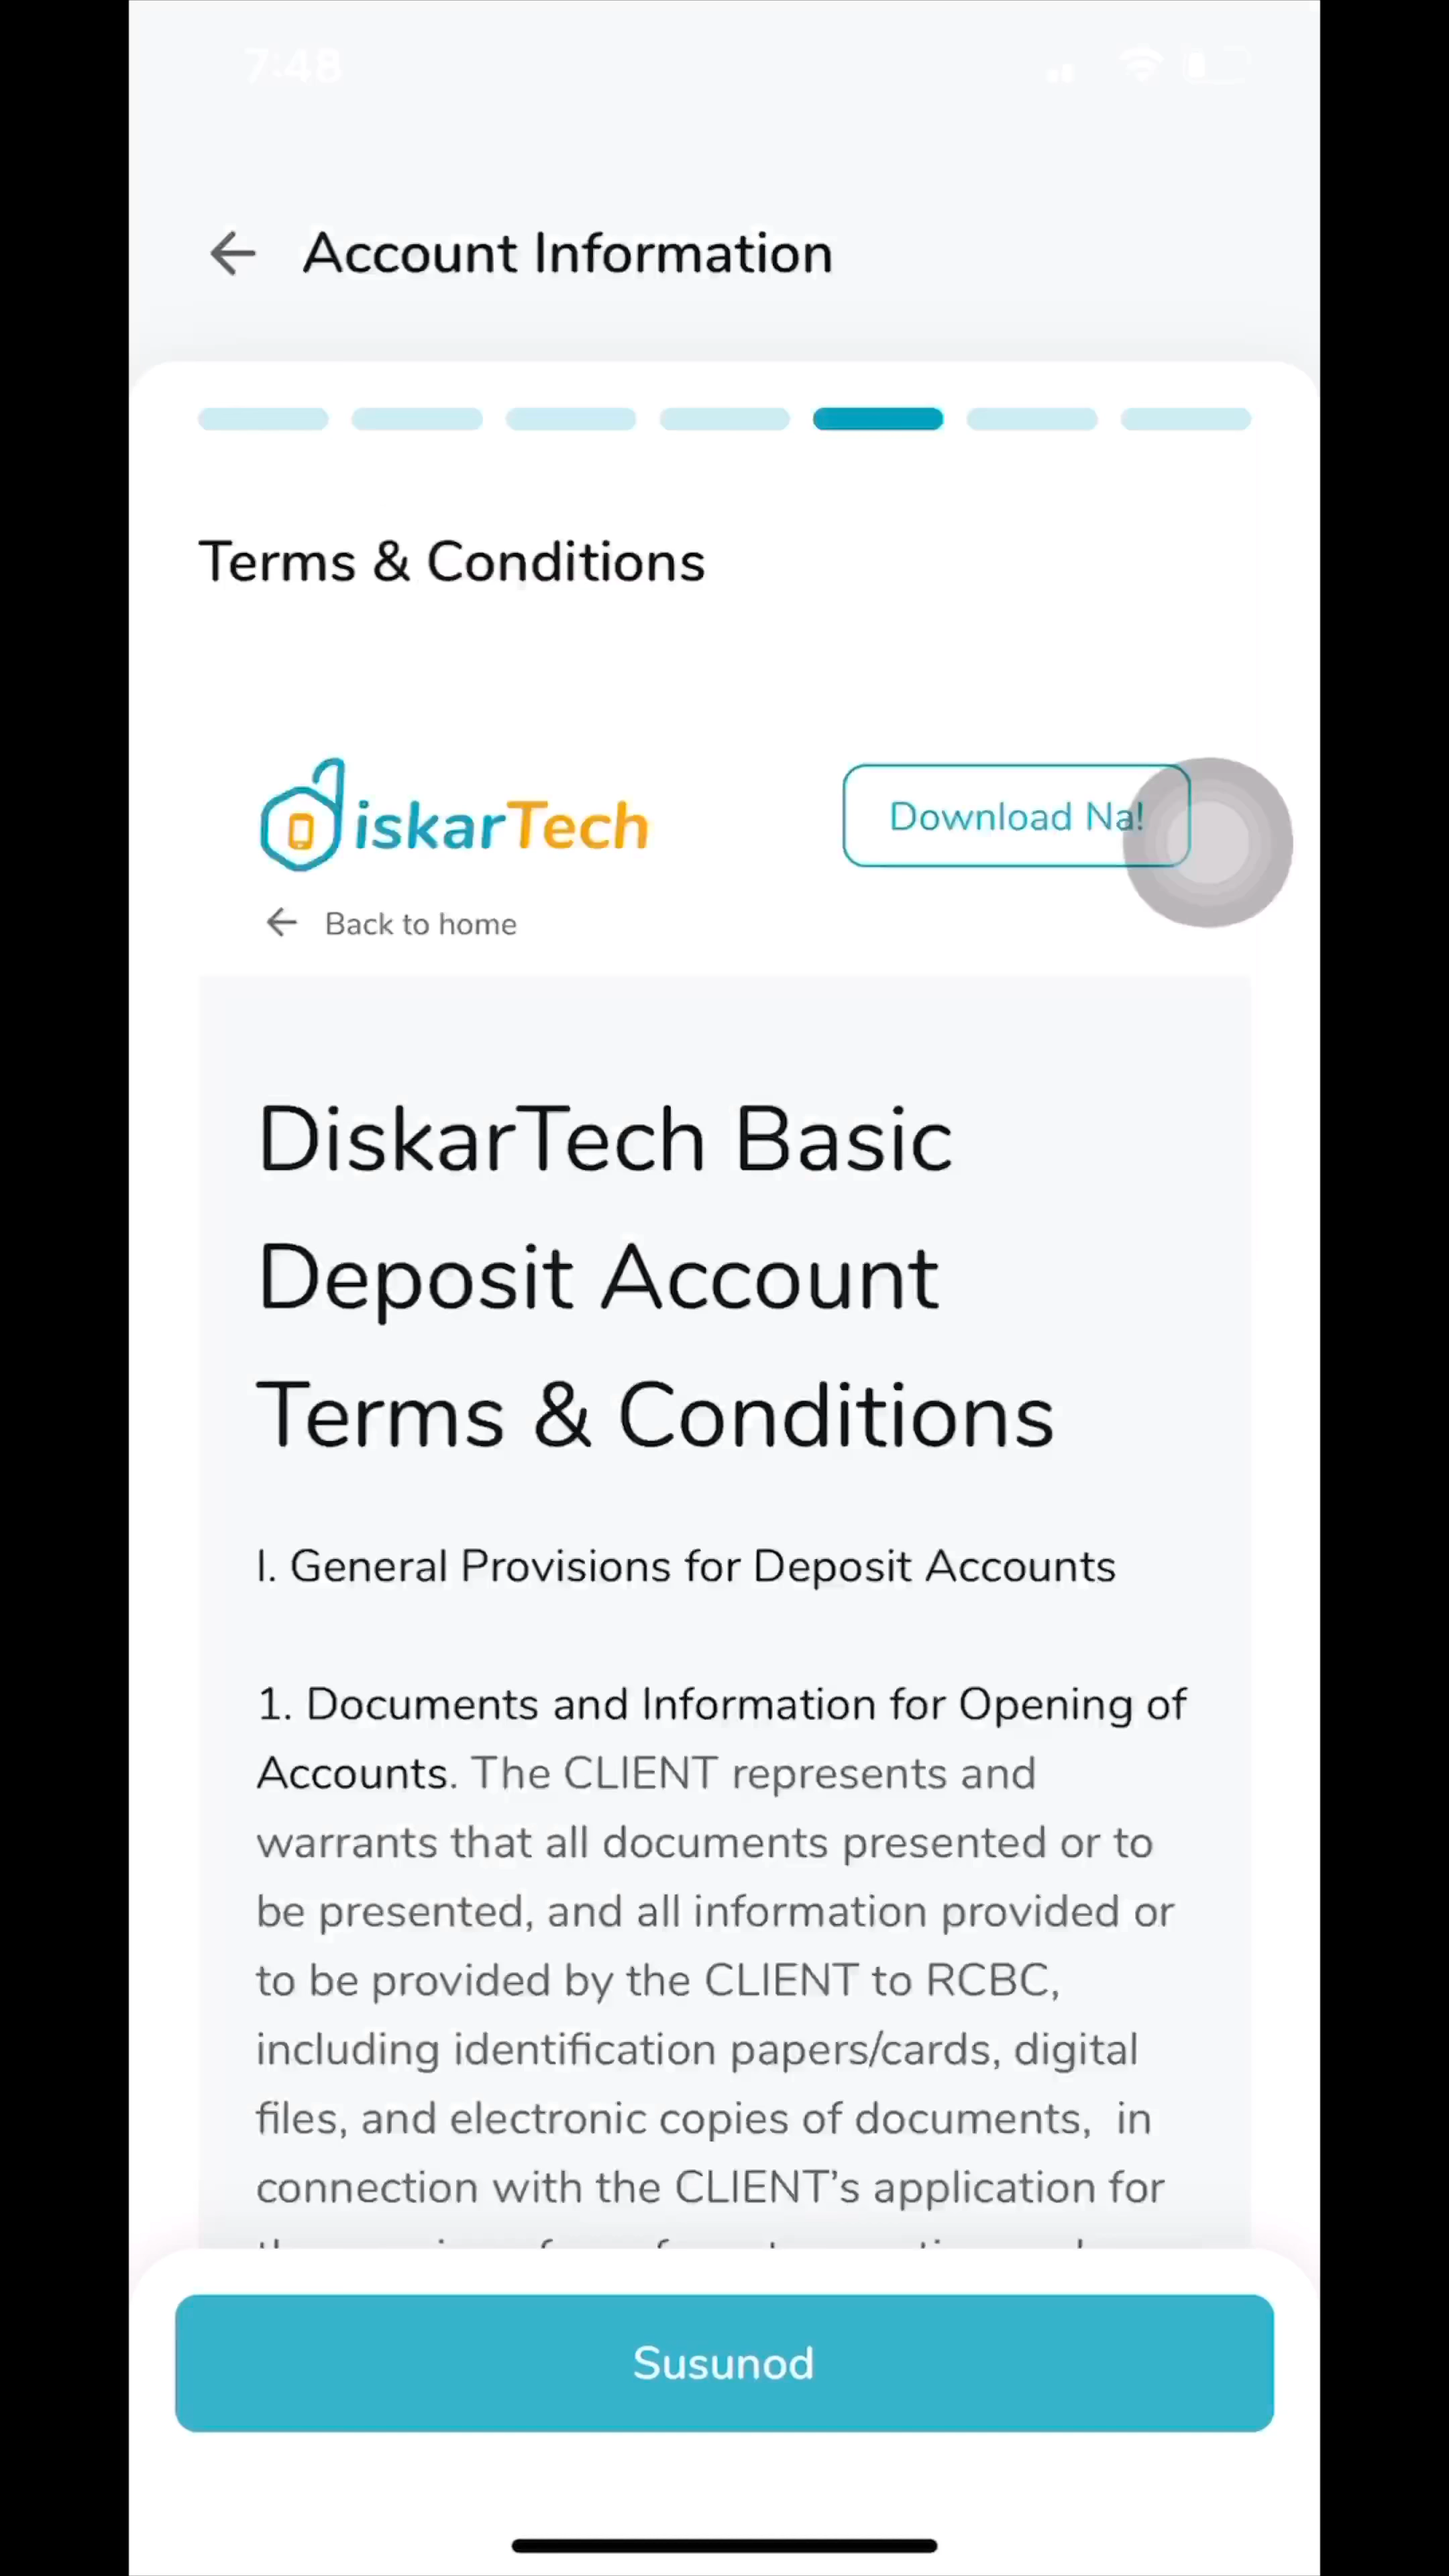 7:48
Account Information
Terms & Conditions
DiskarTech
Download Na!
Back to home
DiskarTech Basic
Deposit Account
Terms & Conditions
I. General Provisions for Deposit Accounts
1. Documents and Information for Opening of
Accounts. The CLIENT represents and
warrants that all documents presented or to
be presented, and all information provided or
to be provided by the CLIENT to RCBC,
including identification papers/cards, digital
files, and electronic copies of documents, in
connection with the CLIENT’s application for
Susunod